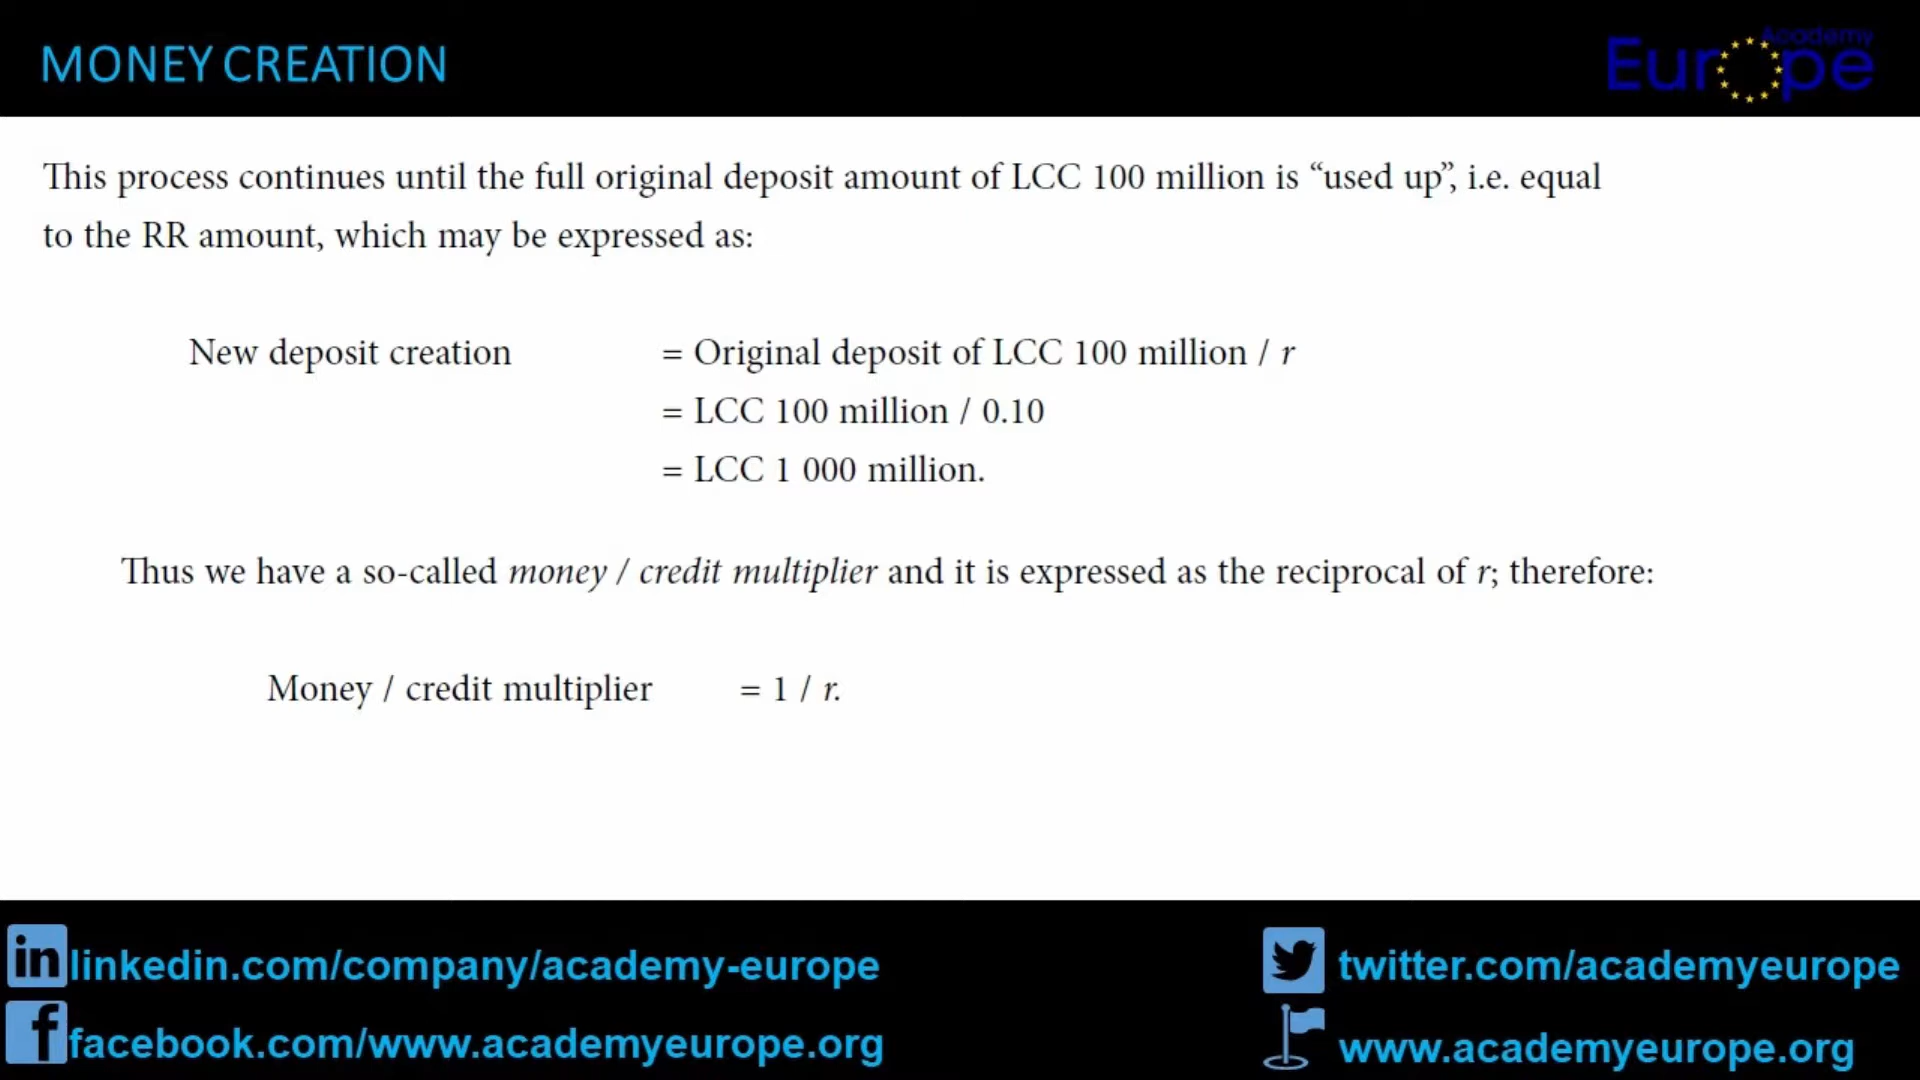 MONEY CREATION
Academy
Europe
This process continues until the full original deposit amount of LCC 100 million is “used up”, i.e. equal
to the RR amount, which may be expressed as:
New deposit creation = Original deposit of LCC 100 million / r
= LCC 100 million / 0.10
= LCC 1 000 million.
Thus we have a so-called money / credit multiplier and it is expressed as the reciprocal of r; therefore:
Money / credit multiplier = 1 / r.
in linkedin.com/company/academy-europe
twitter.com/academyeurope
f facebook.com/www.academyeurope.org
www.academyeurope.org